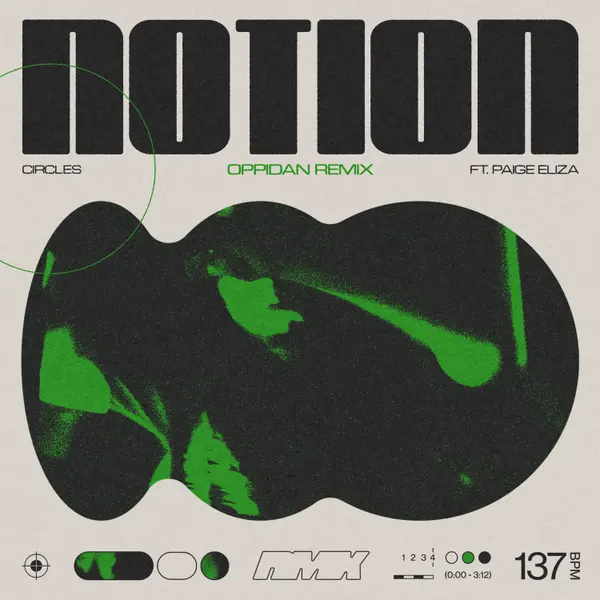 NOTION
CIRCLES
OPPIDAN REMIX
FT. PAIGE ELIZA
RMX
1 2 3 4
(0:00 - 3:12)
137 BPM